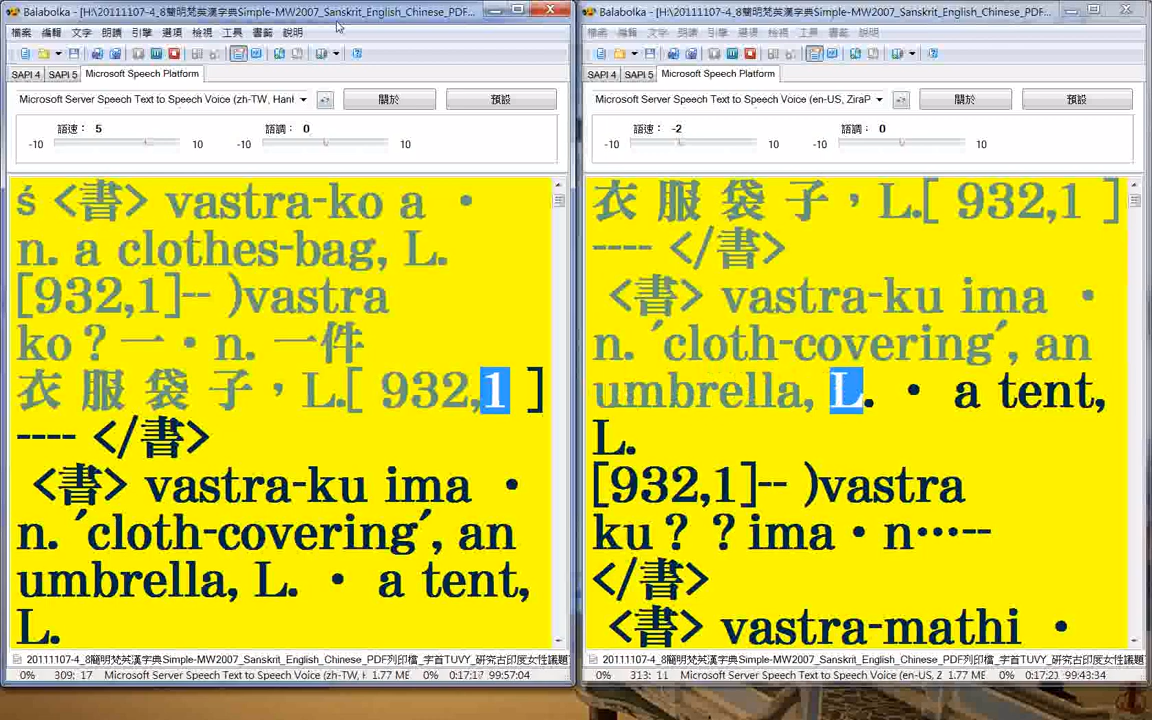 Balabolka - [H:\20111107-4_8簡明梵英漢字典Simple-MW2007_Sanskrit_English_Chinese_PDF...
檔案 編輯 文字 朗讀 引擎 選項 檢視 工具 書籤 說明
SAPI 4 SAPI 5 Microsoft Speech Platform
Microsoft Server Speech Text to Speech Voice (zh-TW, Han
關於 預設
語速： 5 語調： 0
-10 10 -10 10
ś <書> vastra-ko a •
n. a clothes-bag, L.
[932,1]-- )vastra
ko？一•n. 一件
衣 服 袋 子，L.[ 932,1 ]
---- </書>
<書> vastra-ku ima •
n. ´cloth-covering´, an
umbrella, L. • a tent,
L.
20111107-4_8簡明梵英漢字典Simple-MW2007_Sanskrit_English_Chinese_PDF列印檔_字首TUVY_研究古印度女性議題
0% 309: 17 Microsoft Server Speech Text to Speech Voice (zh-TW, H 1.77 ME 0% 0:17:17 99:57:04
Balabolka - [H:\20111107-4_8簡明梵英漢字典Simple-MW2007_Sanskrit_English_Chinese_PDF...
檔案 編輯 文字 朗讀 引擎 選項 檢視 工具 書籤 說明
SAPI 4 SAPI 5 Microsoft Speech Platform
Microsoft Server Speech Text to Speech Voice (en-US, ZiraP
關於 預設
語速： -2 語調： 0
-10 10 -10 10
衣 服 袋 子，L.[ 932,1 ]
---- </書>
<書> vastra-ku ima •
n. ´cloth-covering´, an
umbrella, L. • a tent,
L.
[932,1]-- )vastra
ku？？ima•n…--
</書>
<書> vastra-mathi •
20111107-4_8簡明梵英漢字典Simple-MW2007_Sanskrit_English_Chinese_PDF列印檔_字首TUVY_研究古印度女性議題
0% 313: 11 Microsoft Server Speech Text to Speech Voice (en-US, Z 1.77 ME 0% 0:17:21 99:43:34